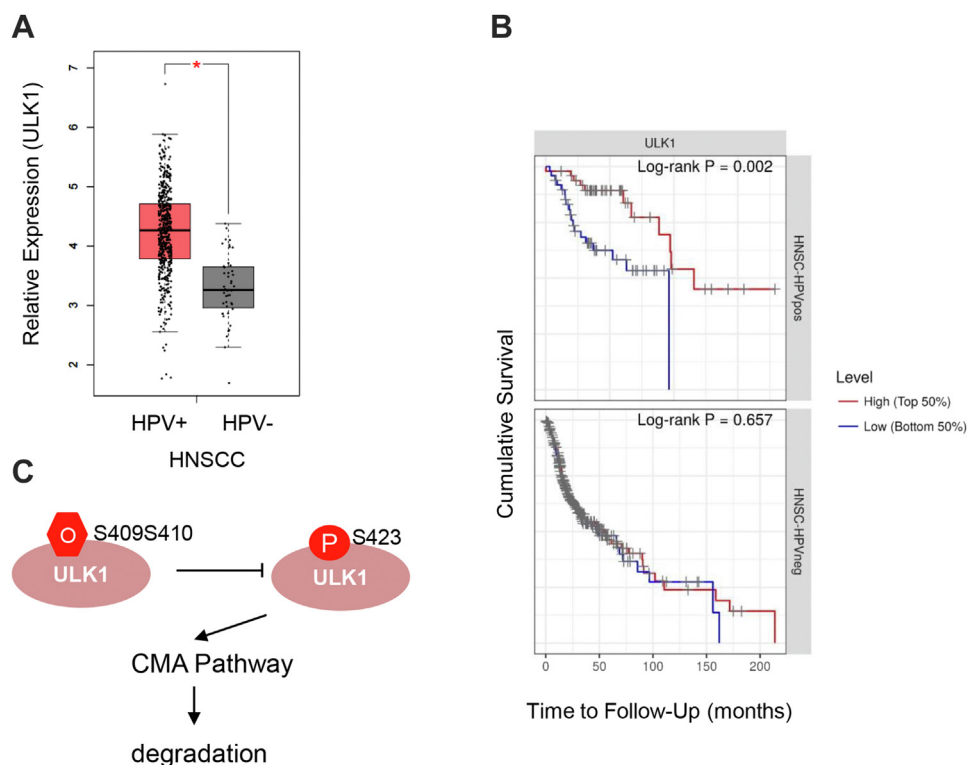 A
Relative Expression (ULK1)
7
6
5
4
3
2
*
HPV+ HPV-
HNSCC
B
ULK1
Log-rank P = 0.002
HNSC-HPVpos
Log-rank P = 0.657
HNSC-HPVneg
Cumulative Survival
0 50 100 150 200
Time to Follow-Up (months)
Level
High (Top 50%)
Low (Bottom 50%)
C
O S409S410
ULK1
P S423
ULK1
CMA Pathway
degradation